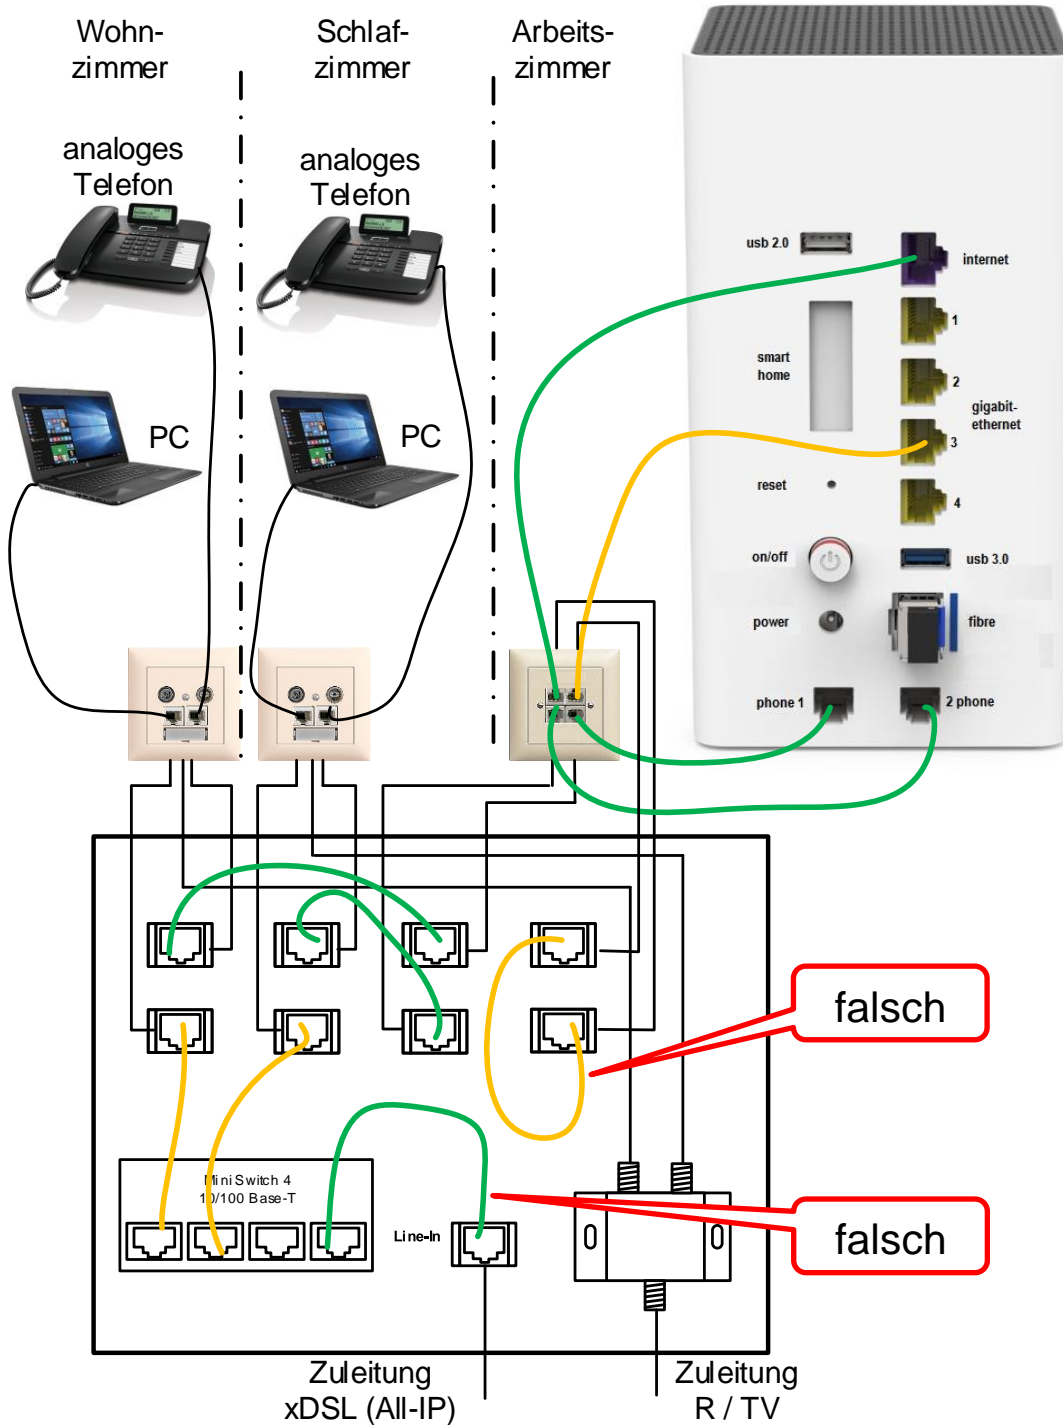 Wohn-
zimmer
Schlaf-
zimmer
Arbeits-
zimmer
analoges
Telefon
analoges
Telefon
PC
PC
usb 2.0
internet
1
smart
home
2
gigabit-
ethernet
3
reset
4
on/off
usb 3.0
power
fibre
phone 1
2 phone
falsch
MiniSwitch 4
10/100 Base-T
Line-In
falsch
Zuleitung
xDSL (All-IP)
Zuleitung
R / TV